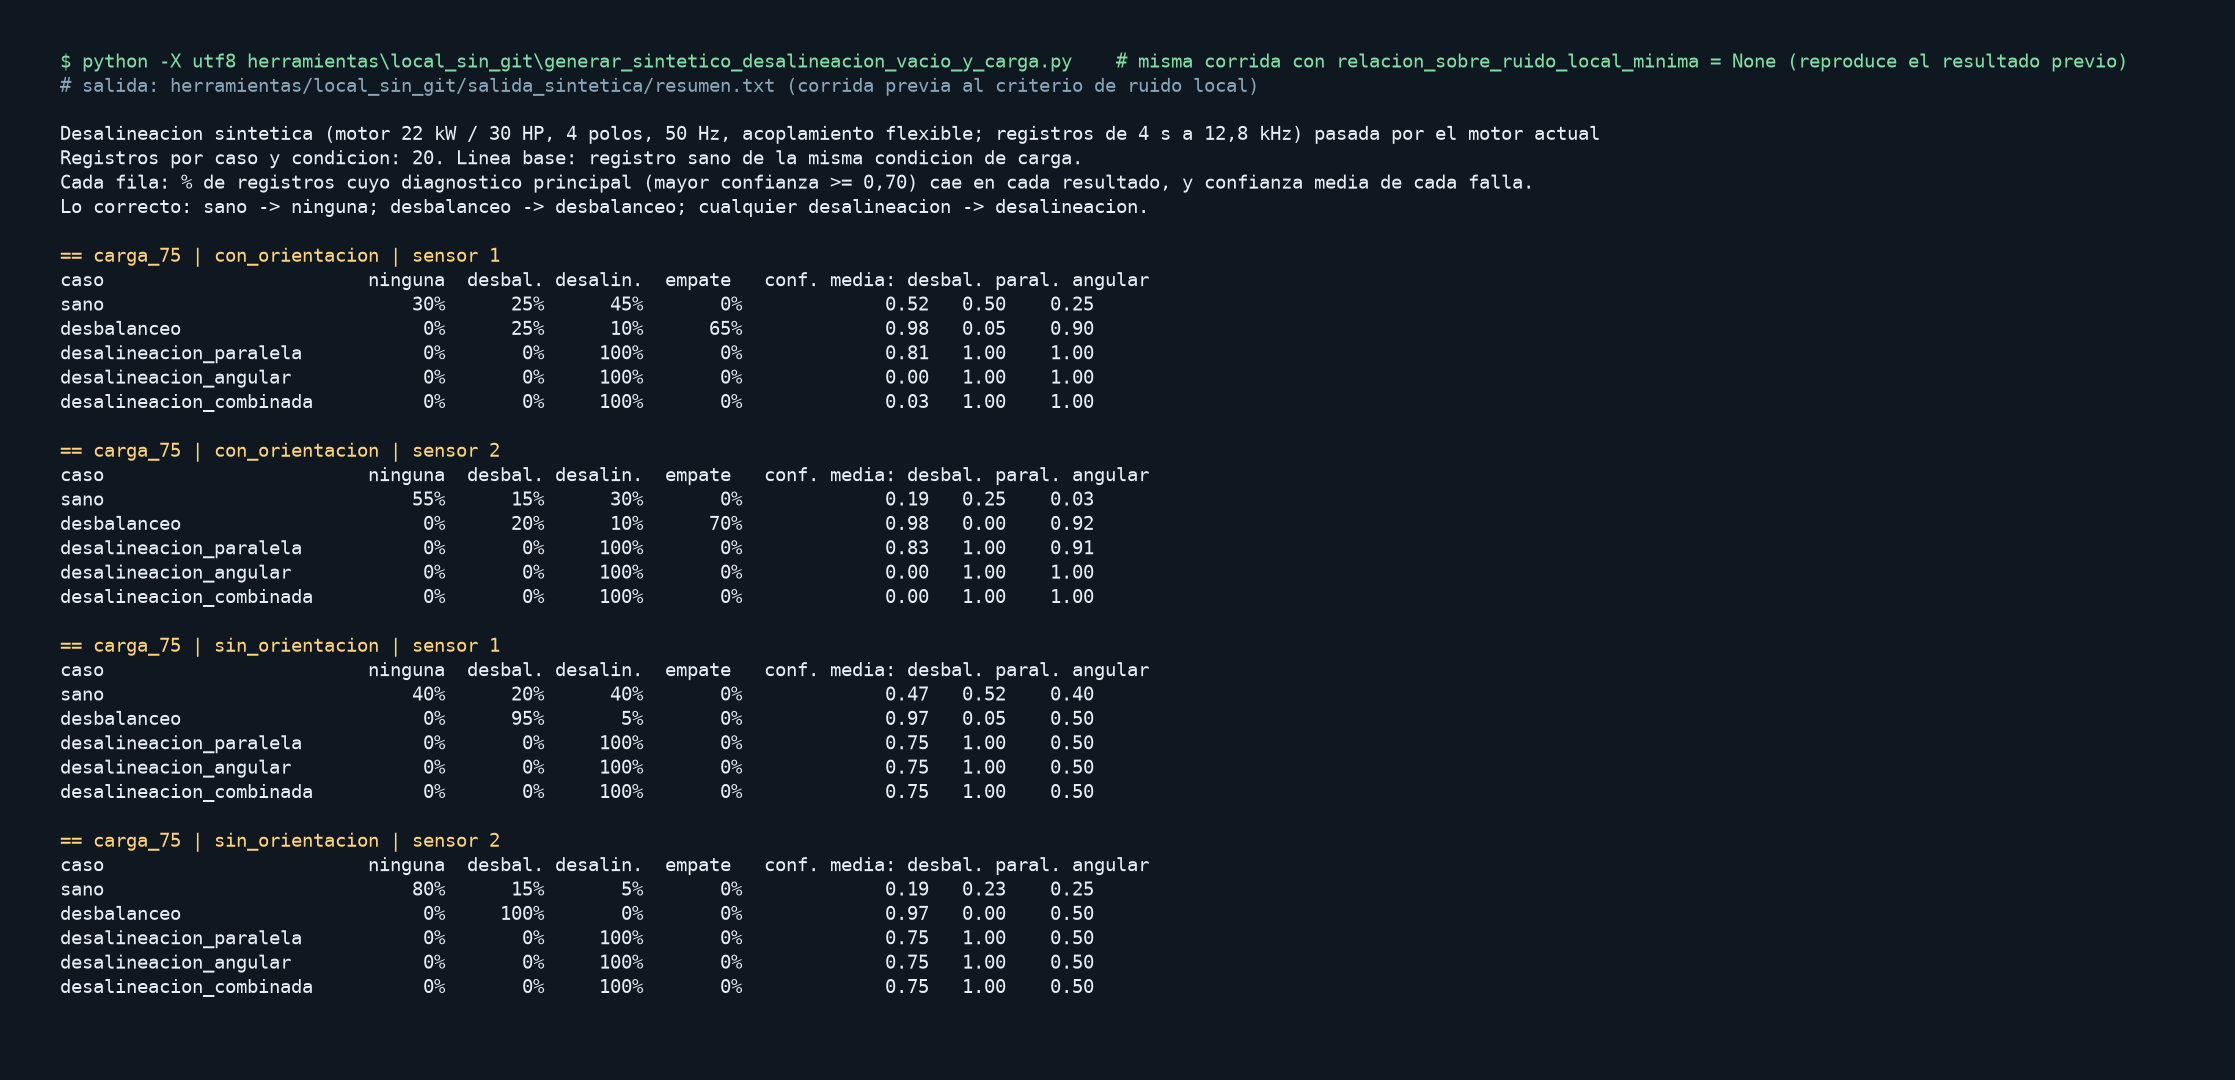 $ python -X utf8 herramientas\local_sin_git\generar_sintetico_desalineacion_vacio_y_carga.py    # misma corrida con relacion_sobre_ruido_local_minima = None (reproduce el resultado previo)
# salida: herramientas/local_sin_git/salida_sintetica/resumen.txt (corrida previa al criterio de ruido local)
Desalineacion sintetica (motor 22 kW / 30 HP, 4 polos, 50 Hz, acoplamiento flexible; registros de 4 s a 12,8 kHz) pasada por el motor actual
Registros por caso y condicion: 20. Linea base: registro sano de la misma condicion de carga.
Cada fila: % de registros cuyo diagnostico principal (mayor confianza >= 0,70) cae en cada resultado, y confianza media de cada falla.
Lo correcto: sano -> ninguna; desbalanceo -> desbalanceo; cualquier desalineacion -> desalineacion.
== carga_75 | con_orientacion | sensor 1
caso                        ninguna  desbal. desalin.  empate   conf. media: desbal. paral. angular
sano                            30%      25%      45%       0%             0.52   0.50    0.25
desbalanceo                      0%      25%      10%      65%             0.98   0.05    0.90
desalineacion_paralela           0%       0%     100%       0%             0.81   1.00    1.00
desalineacion_angular            0%       0%     100%       0%             0.00   1.00    1.00
desalineacion_combinada          0%       0%     100%       0%             0.03   1.00    1.00
== carga_75 | con_orientacion | sensor 2
caso                        ninguna  desbal. desalin.  empate   conf. media: desbal. paral. angular
sano                            55%      15%      30%       0%             0.19   0.25    0.03
desbalanceo                      0%      20%      10%      70%             0.98   0.00    0.92
desalineacion_paralela           0%       0%     100%       0%             0.83   1.00    0.91
desalineacion_angular            0%       0%     100%       0%             0.00   1.00    1.00
desalineacion_combinada          0%       0%     100%       0%             0.00   1.00    1.00
== carga_75 | sin_orientacion | sensor 1
caso                        ninguna  desbal. desalin.  empate   conf. media: desbal. paral. angular
sano                            40%      20%      40%       0%             0.47   0.52    0.40
desbalanceo                      0%      95%       5%       0%             0.97   0.05    0.50
desalineacion_paralela           0%       0%     100%       0%             0.75   1.00    0.50
desalineacion_angular            0%       0%     100%       0%             0.75   1.00    0.50
desalineacion_combinada          0%       0%     100%       0%             0.75   1.00    0.50
== carga_75 | sin_orientacion | sensor 2
caso                        ninguna  desbal. desalin.  empate   conf. media: desbal. paral. angular
sano                            80%      15%       5%       0%             0.19   0.23    0.25
desbalanceo                      0%     100%       0%       0%             0.97   0.00    0.50
desalineacion_paralela           0%       0%     100%       0%             0.75   1.00    0.50
desalineacion_angular            0%       0%     100%       0%             0.75   1.00    0.50
desalineacion_combinada          0%       0%     100%       0%             0.75   1.00    0.50